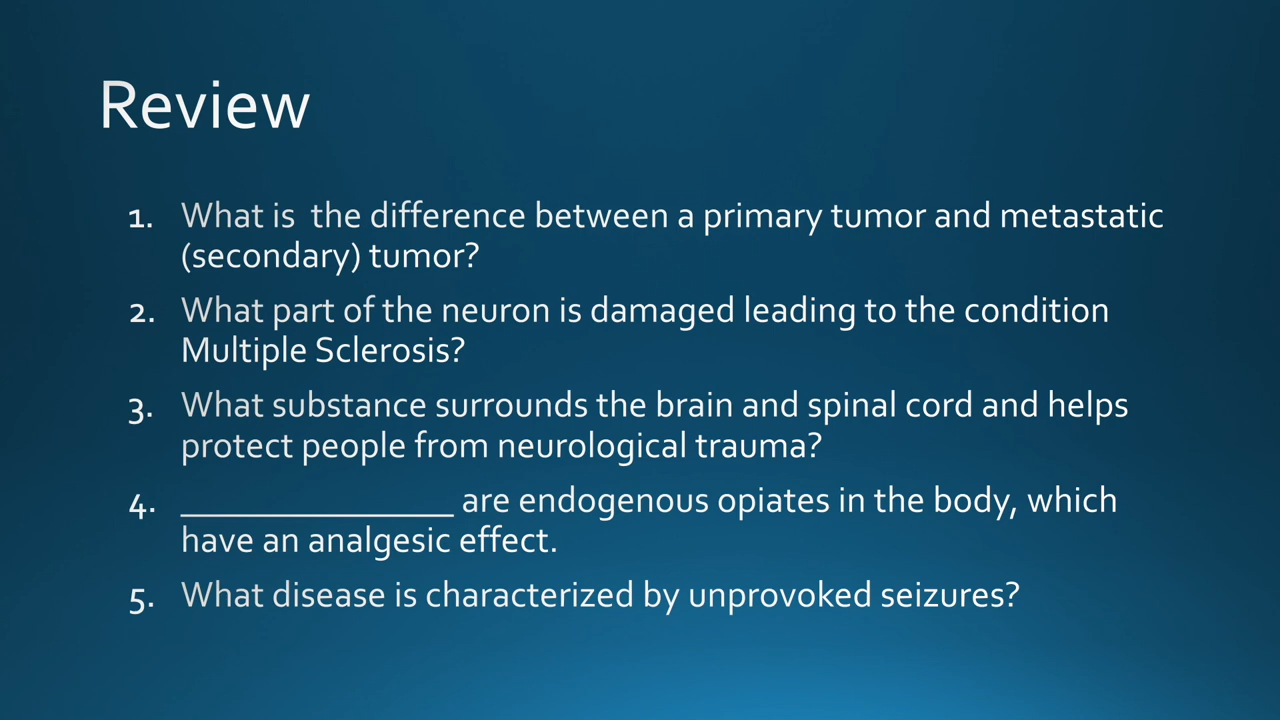 Review
1. What is  the difference between a primary tumor and metastatic
(secondary) tumor?
2. What part of the neuron is damaged leading to the condition
Multiple Sclerosis?
3. What substance surrounds the brain and spinal cord and helps
protect people from neurological trauma?
4. _______________ are endogenous opiates in the body, which
have an analgesic effect.
5. What disease is characterized by unprovoked seizures?